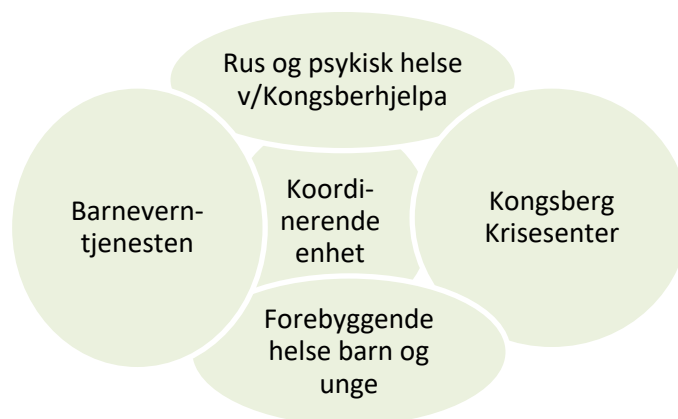 Rus og psykisk helse
v/Kongsberhjelpa
Barnevern-
tjenesten
Koordi-
nerende
enhet
Kongsberg
Krisesenter
Forebyggende
helse barn og
unge